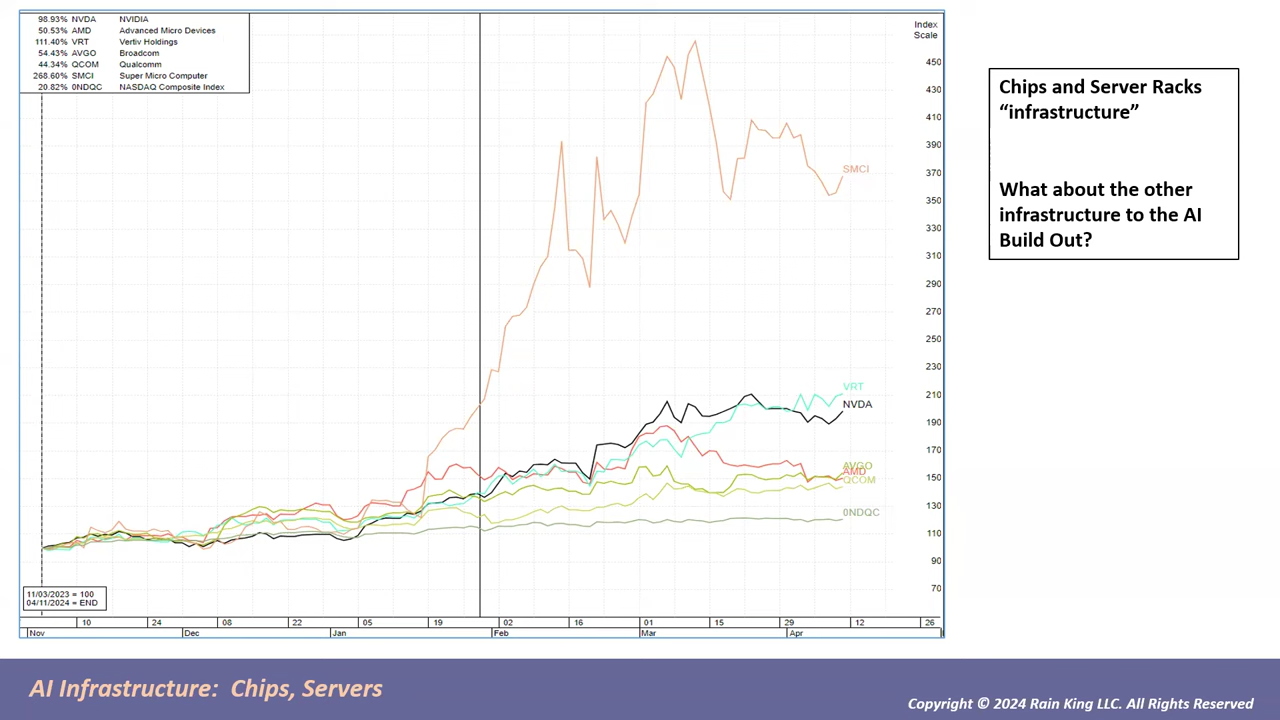 98.93% NVDA NVIDIA
50.53% AMD Advanced Micro Devices
111.40% VRT Vertiv Holdings
54.43% AVGO Broadcom
44.34% QCOM Qualcomm
268.60% SMCI Super Micro Computer
20.82% 0NDQC NASDAQ Composite Index
Index
Scale
450
430
410
390
370
350
330
310
290
270
250
230
210
190
170
150
130
110
90
70
SMCI
VRT
NVDA
AVGO
AMD
QCOM
0NDQC
11/03/2023 = 100
04/11/2024 = END
10 24 08 22 05 19 02 16 01 15 29 12 26
Nov Dec Jan Feb Mar Apr
Chips and Server Racks
“infrastructure”
What about the other
infrastructure to the AI
Build Out?
AI Infrastructure: Chips, Servers
Copyright © 2024 Rain King LLC. All Rights Reserved